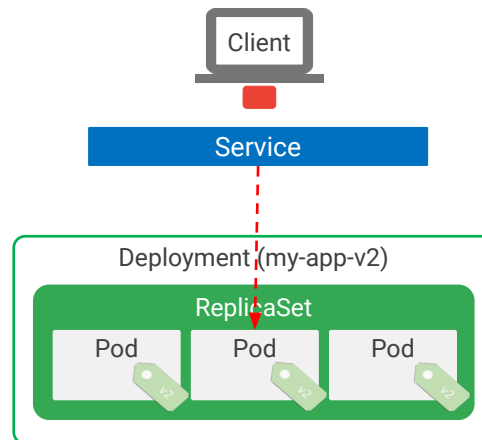 Client
Service
Deployment (my-app-v2)
ReplicaSet
Pod Pod Pod
v2 v2 v2